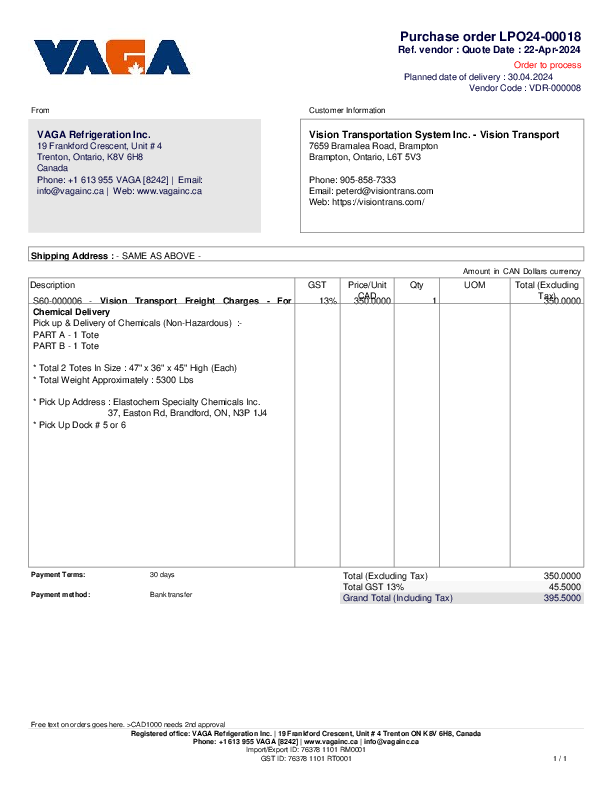 VAGA
Purchase order LPO24-00018
Ref. vendor : Quote Date : 22-Apr-2024
Order to process
Planned date of delivery : 30.04.2024
Vendor Code : VDR-000008
From
Customer Information
VAGA Refrigeration Inc.
19 Frankford Crescent, Unit # 4
Trenton, Ontario, K8V 6H8
Canada
Phone: +1 613 955 VAGA [8242] | Email:
info@vagainc.ca | Web: www.vagainc.ca
Vision Transportation System Inc. - Vision Transport
7659 Bramalea Road, Brampton
Brampton, Ontario, L6T 5V3
Phone: 905-858-7333
Email: peterd@visiontrans.com
Web: https://visiontrans.com/
Shipping Address : - SAME AS ABOVE -
Amount in CAN Dollars currency
Description GST Price/Unit CAD Qty UOM Total (Excluding Tax)
S60-000006 - Vision Transport Freight Charges - For 13% 350.0000 1 350.0000
Chemical Delivery
Pick up & Delivery of Chemicals (Non-Hazardous) :-
PART A - 1 Tote
PART B - 1 Tote
* Total 2 Totes In Size : 47" x 36" x 45" High (Each)
* Total Weight Approximately : 5300 Lbs
* Pick Up Address : Elastochem Specialty Chemicals Inc.
37, Easton Rd, Brandford, ON, N3P 1J4
* Pick Up Dock # 5 or 6
Payment Terms: 30 days
Payment method: Bank transfer
Total (Excluding Tax) 350.0000
Total GST 13% 45.5000
Grand Total (Including Tax) 395.5000
Free text on orders goes here. >CAD1000 needs 2nd approval
Registered office: VAGA Refrigeration Inc. | 19 Frankford Crescent, Unit # 4 Trenton ON K8V 6H8, Canada
Phone: +1 613 955 VAGA [8242] | www.vagainc.ca | info@vagainc.ca
Import/Export ID: 76378 1101 RM0001
GST ID: 76378 1101 RT0001
1 / 1